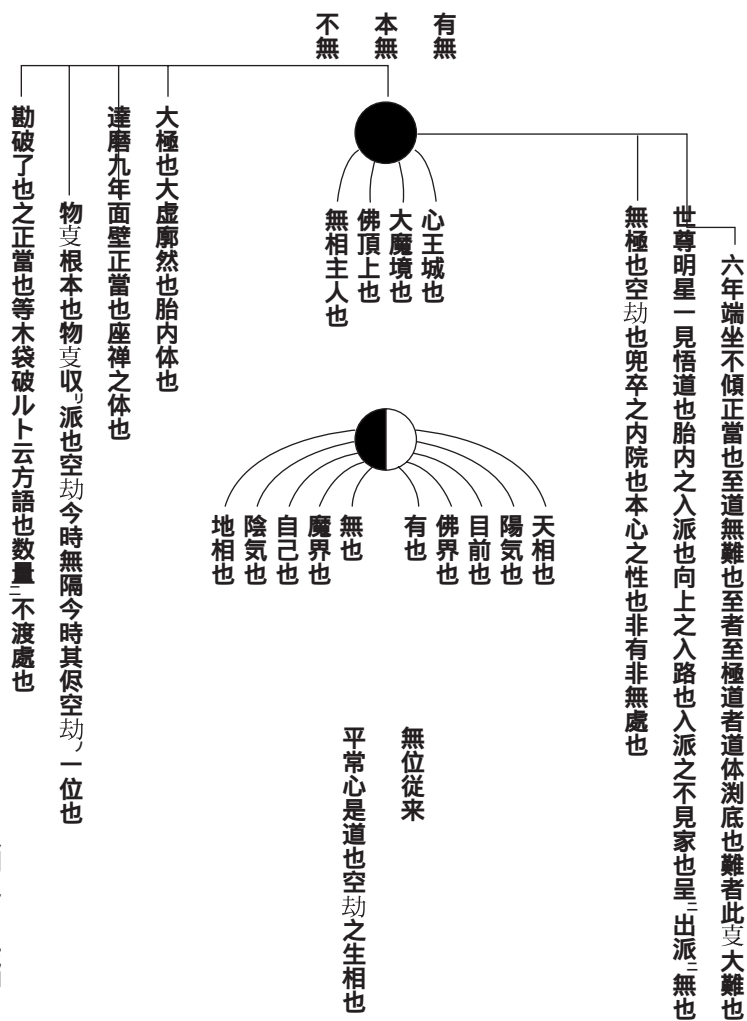 有無
本無
不無
六年端坐不傾正當也至道無難也至者至極道者道体渕底也難者此㕝大難也
世尊明星一見悟道也胎内之入派也向上之入路也入派之不見家也呈ニ出派ニ無也
無極也空劫也兜卒之内院也本心之性也非有非無處也
心王城也
大魔境也
佛頂上也
無相主人也
大極也大虚廓然也胎内体也
達磨九年面壁正當也座禅之体也
物㕝根本也物㕝収リ派也空劫今時無隔今時其侭空劫ノ一位也
勘破了也之正當也等木袋破ルト云方語也数量ニ不渡處也
天相也
陽気也
目前也
佛界也
有也
無也
魔界也
自己也
陰気也
地相也
無位従来
平常心是道也空劫之生相也